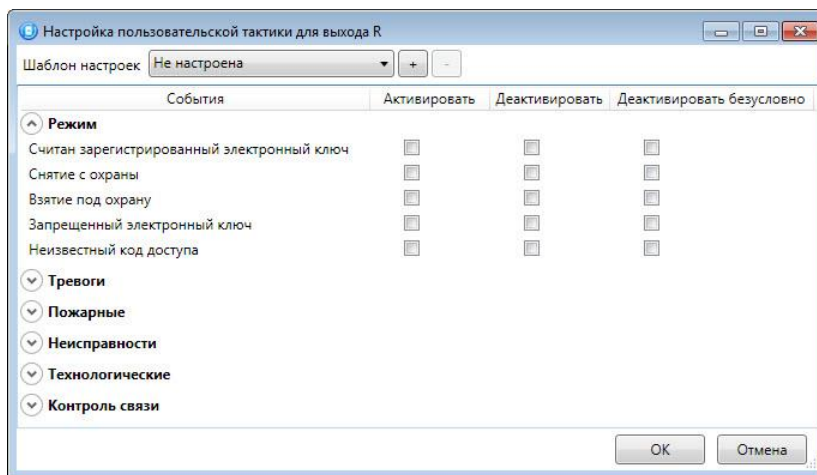 Настройка пользовательской тактики для выхода R
Шаблон настроек Не настроена + -
События Активировать Деактивировать Деактивировать безусловно
Режим
Считан зарегистрированный электронный ключ
Снятие с охраны
Взятие под охрану
Запрещенный электронный ключ
Неизвестный код доступа
Тревоги
Пожарные
Неисправности
Технологические
Контроль связи
OK Отмена